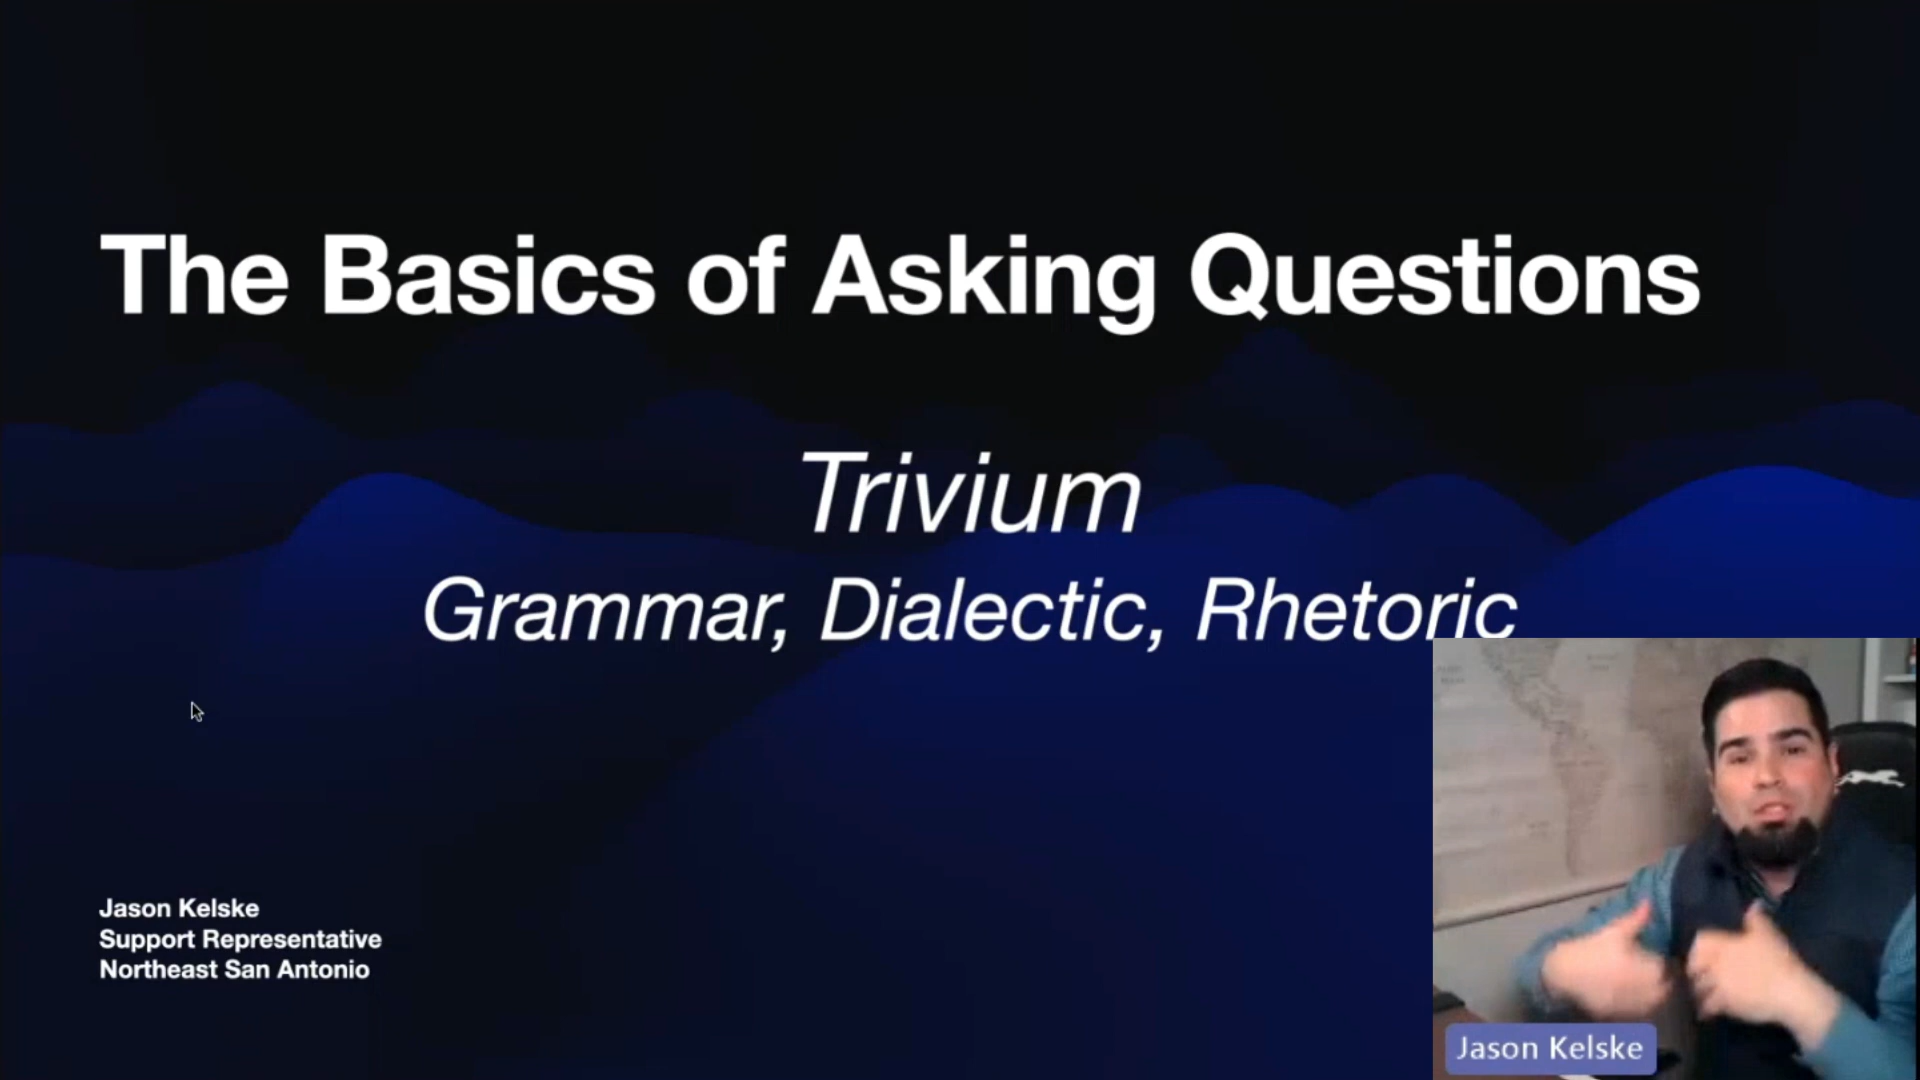 The Basics of Asking Questions
Trivium
Grammar, Dialectic, Rhetoric
Jason Kelske
Support Representative
Northeast San Antonio
Jason Kelske